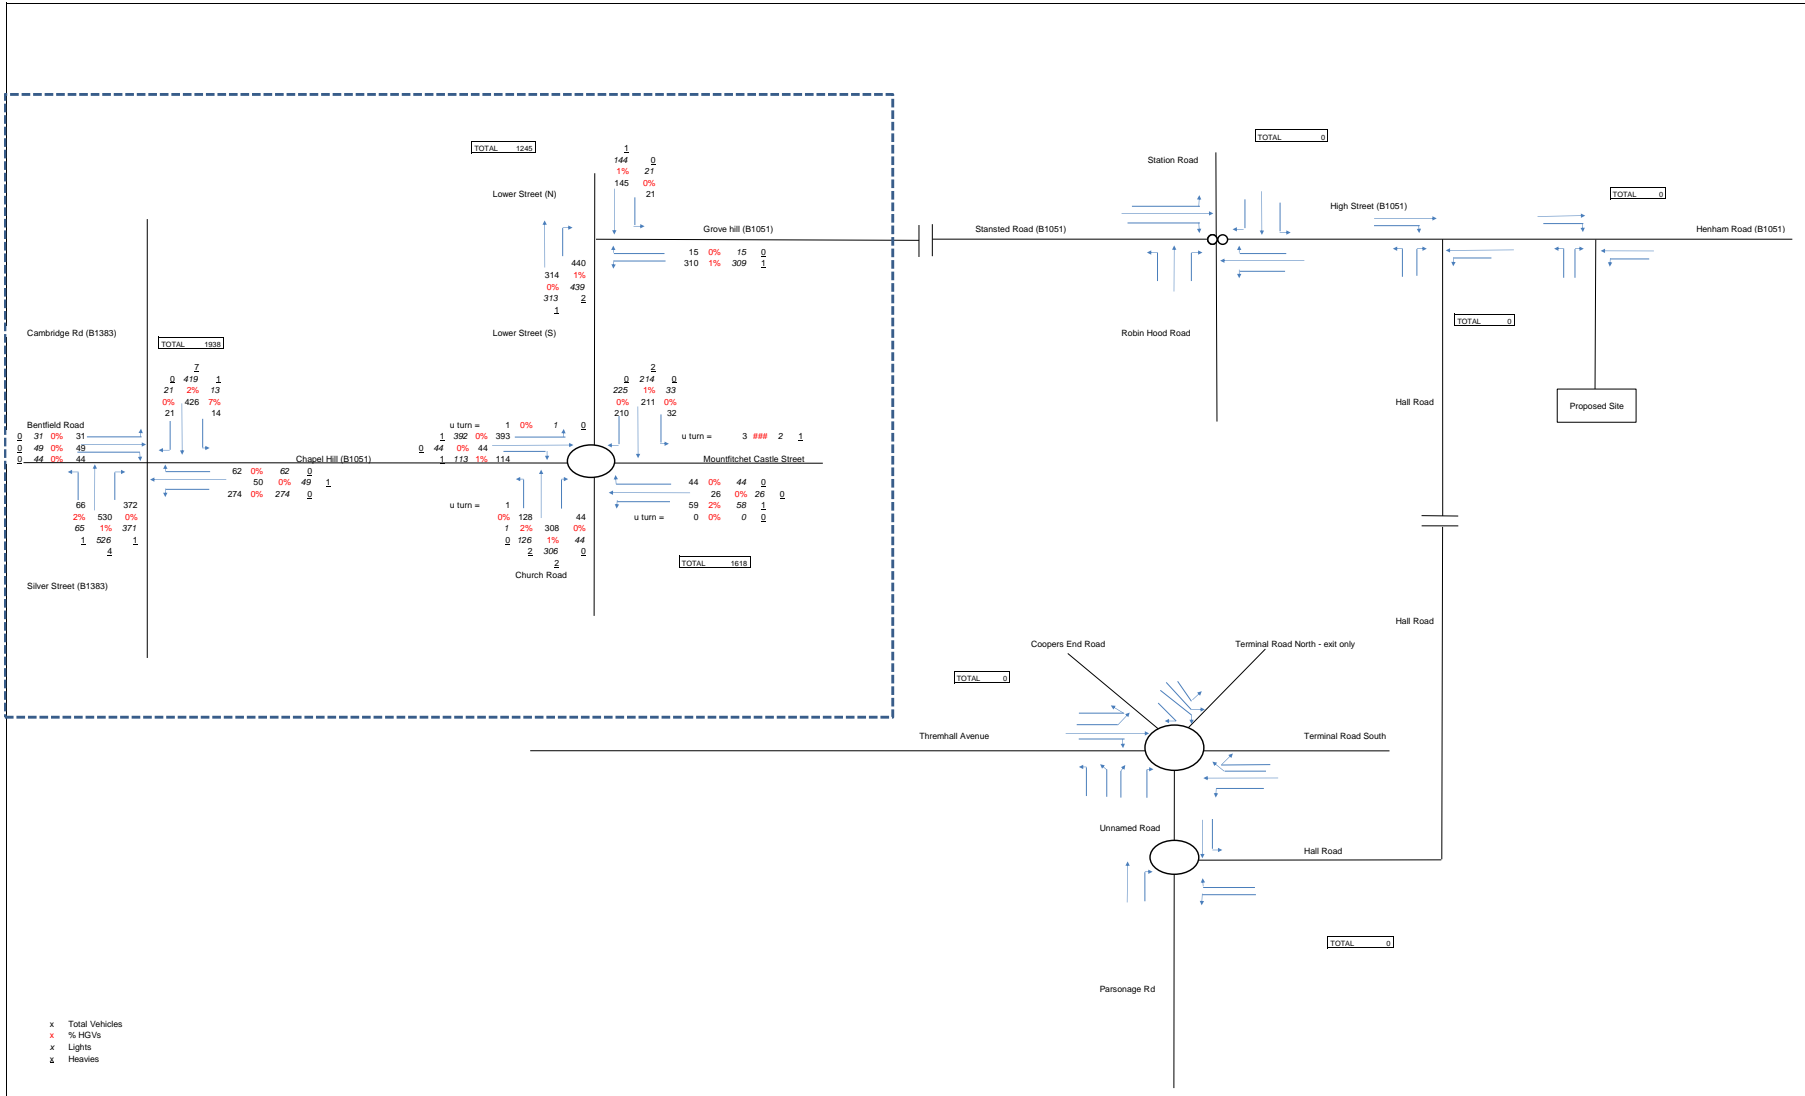 TOTAL 0
TOTAL 1245
1
144 0
1% 21
145 0%
21
Station Road
Lower Street (N)
TOTAL 0
High Street (B1051)
Grove hill (B1051)
Stansted Road (B1051)
Henham Road (B1051)
15 0% 15 0
310 1% 309 1
440
314 1%
0% 439
313 2
1
Cambridge Rd (B1383)
Lower Street (S)
Robin Hood Road
TOTAL 0
TOTAL 1938
7
0 419 1
21 2% 13
0% 426 7%
21 14
2
0 214 0
225 1% 33
0% 211 0%
210 32
Hall Road
Proposed Site
Bentfield Road
0 31 0% 31
0 49 0% 49
0 44 0% 44
u turn = 1 0% 1 0
1 392 0% 393
0 44 0% 44
1 113 1% 114
u turn = 3 ### 2 1
Chapel Hill (B1051)
Mountfitchet Castle Street
62 0% 62 0
50 0% 49 1
274 0% 274 0
44 0% 44 0
26 0% 26 0
59 2% 58 1
u turn = 0 0% 0 0
66 372
2% 530 0%
65 1% 371
1 526 1
4
u turn = 1
0% 128 44
1 2% 308 0%
0 126 1% 44
2 306 0
2
Church Road
TOTAL 1618
Silver Street (B1383)
Hall Road
Coopers End Road
Terminal Road North - exit only
TOTAL 0
Thremhall Avenue
Terminal Road South
Unnamed Road
Hall Road
TOTAL 0
Parsonage Rd
x Total Vehicles
x % HGVs
x Lights
x Heavies